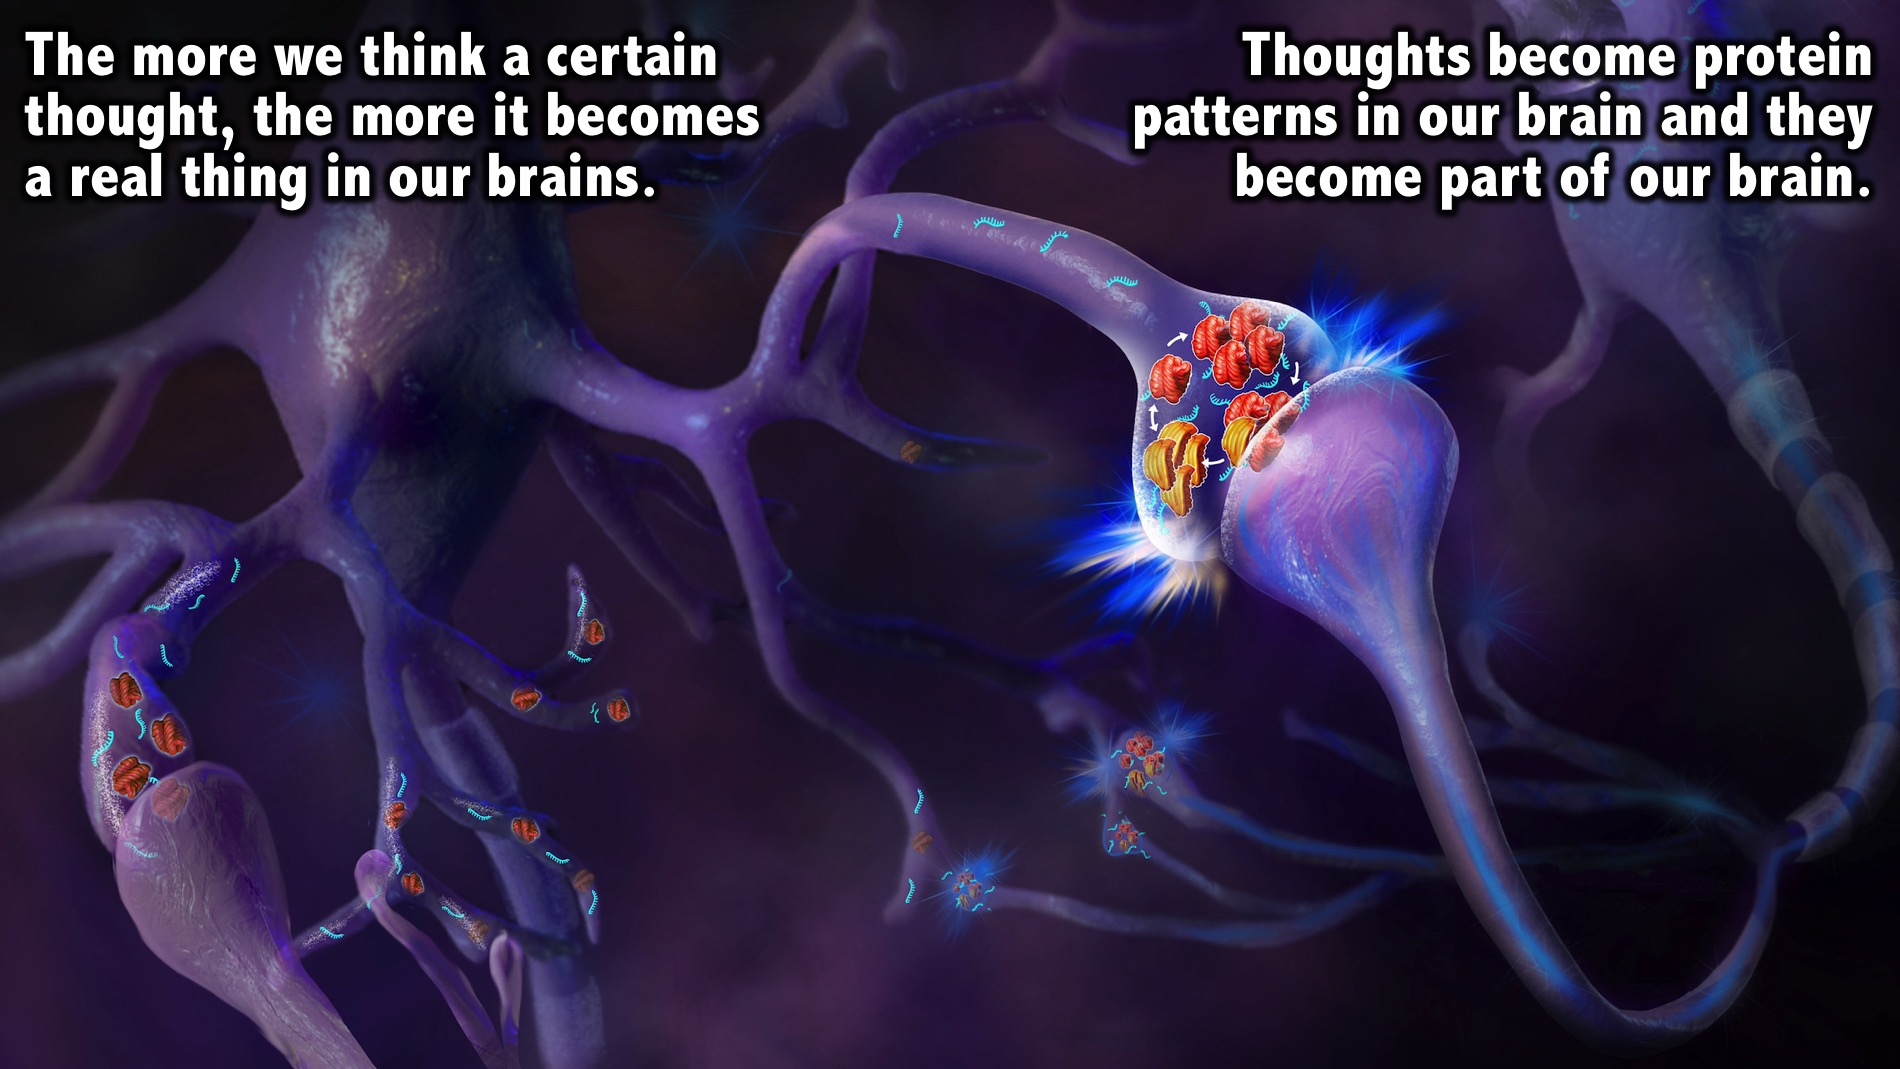 The more we think a certain
thought, the more it becomes
a real thing in our brains.
Thoughts become protein
patterns in our brain and they
become part of our brain.